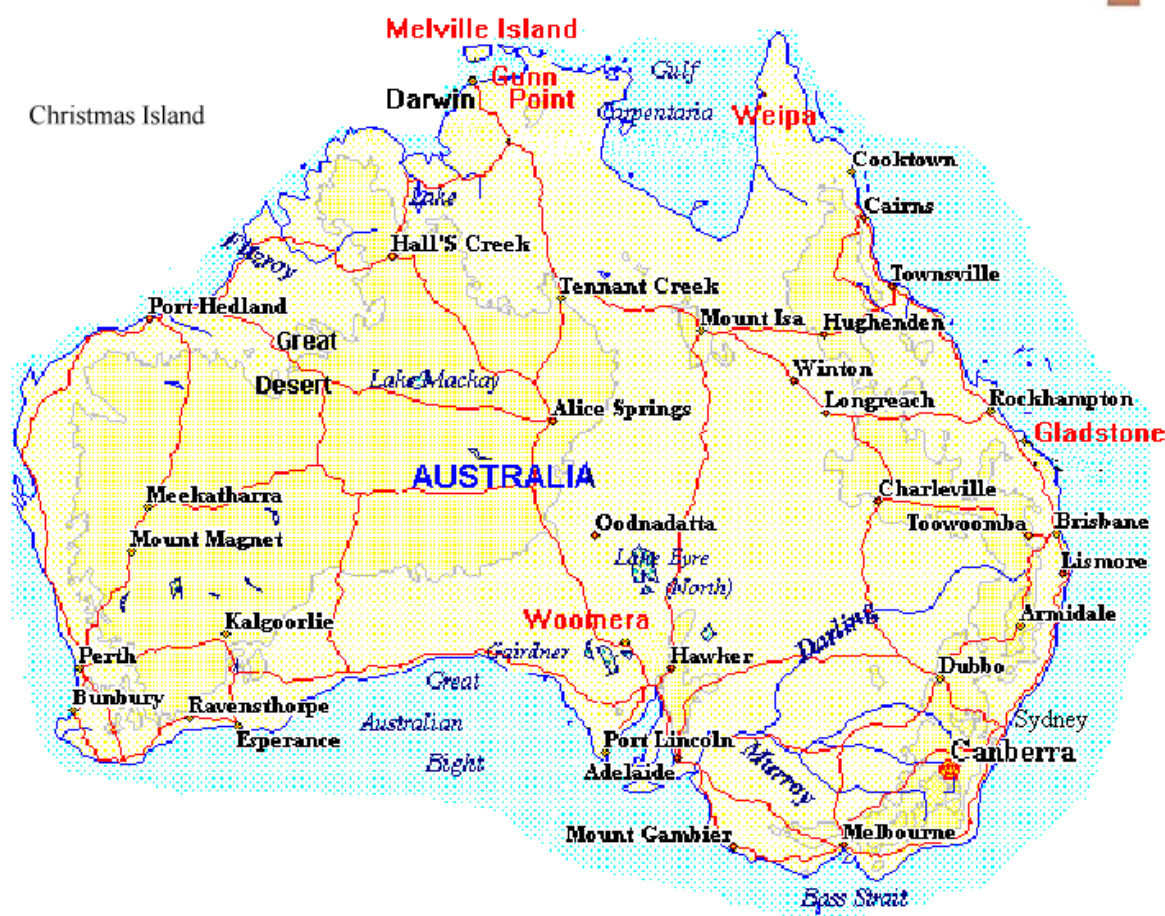 Melville Island
Gulf
Gunn
Darwin
Point
Carpentaria
Christmas Island
Weipa
Cooktown
Lake
Cairns
Fitzroy
Hall'S Creek
Townsville
Tennant Creek
Port Hedland
Mount Isa
Hughenden
Great
Winton
Desert
Lake Mackay
Longreach
Rockhampton
Alice Springs
Gladstone
AUSTRALIA
Meekatharra
Charleville
Oodnadatta
Toowoomba
Brisbane
Mount Magnet
Lake Eyre
Lismore
(North)
Woomera
Darling
Armidale
Kalgoorlie
Gairdner
Perth
Hawker
Dubbo
Great
Bunbury
Ravensthorpe
Australian
Sydney
Esperance
Port Lincoln
Canberra
Bight
Adelaide
Murray
Mount Gambier
Melbourne
Bass Strait